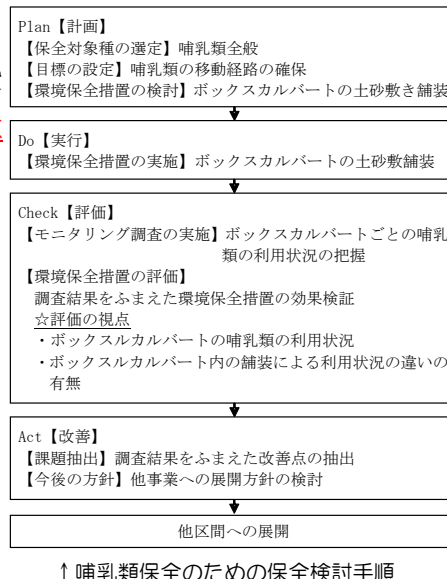 Plan【計画】
【保全対象種の選定】哺乳類全般
【目標の設定】哺乳類の移動経路の確保
【環境保全措置の検討】ボックスカルバートの土砂敷き舗装
Do【実行】
【環境保全措置の実施】ボックスカルバートの土砂敷舗装
Check【評価】
【モニタリング調査の実施】ボックスカルバートごとの哺乳
類の利用状況の把握
【環境保全措置の評価】
調査結果をふまえた環境保全措置の効果検証
☆評価の視点
・ボックスルカルバートの哺乳類の利用状況
・ボックスルカルバート内の舗装による利用状況の違いの
有無
Act【改善】
【課題抽出】調査結果をふまえた改善点の抽出
【今後の方針】他事業への展開方針の検討
他区間への展開
↑哺乳類保全のための保全検討手順